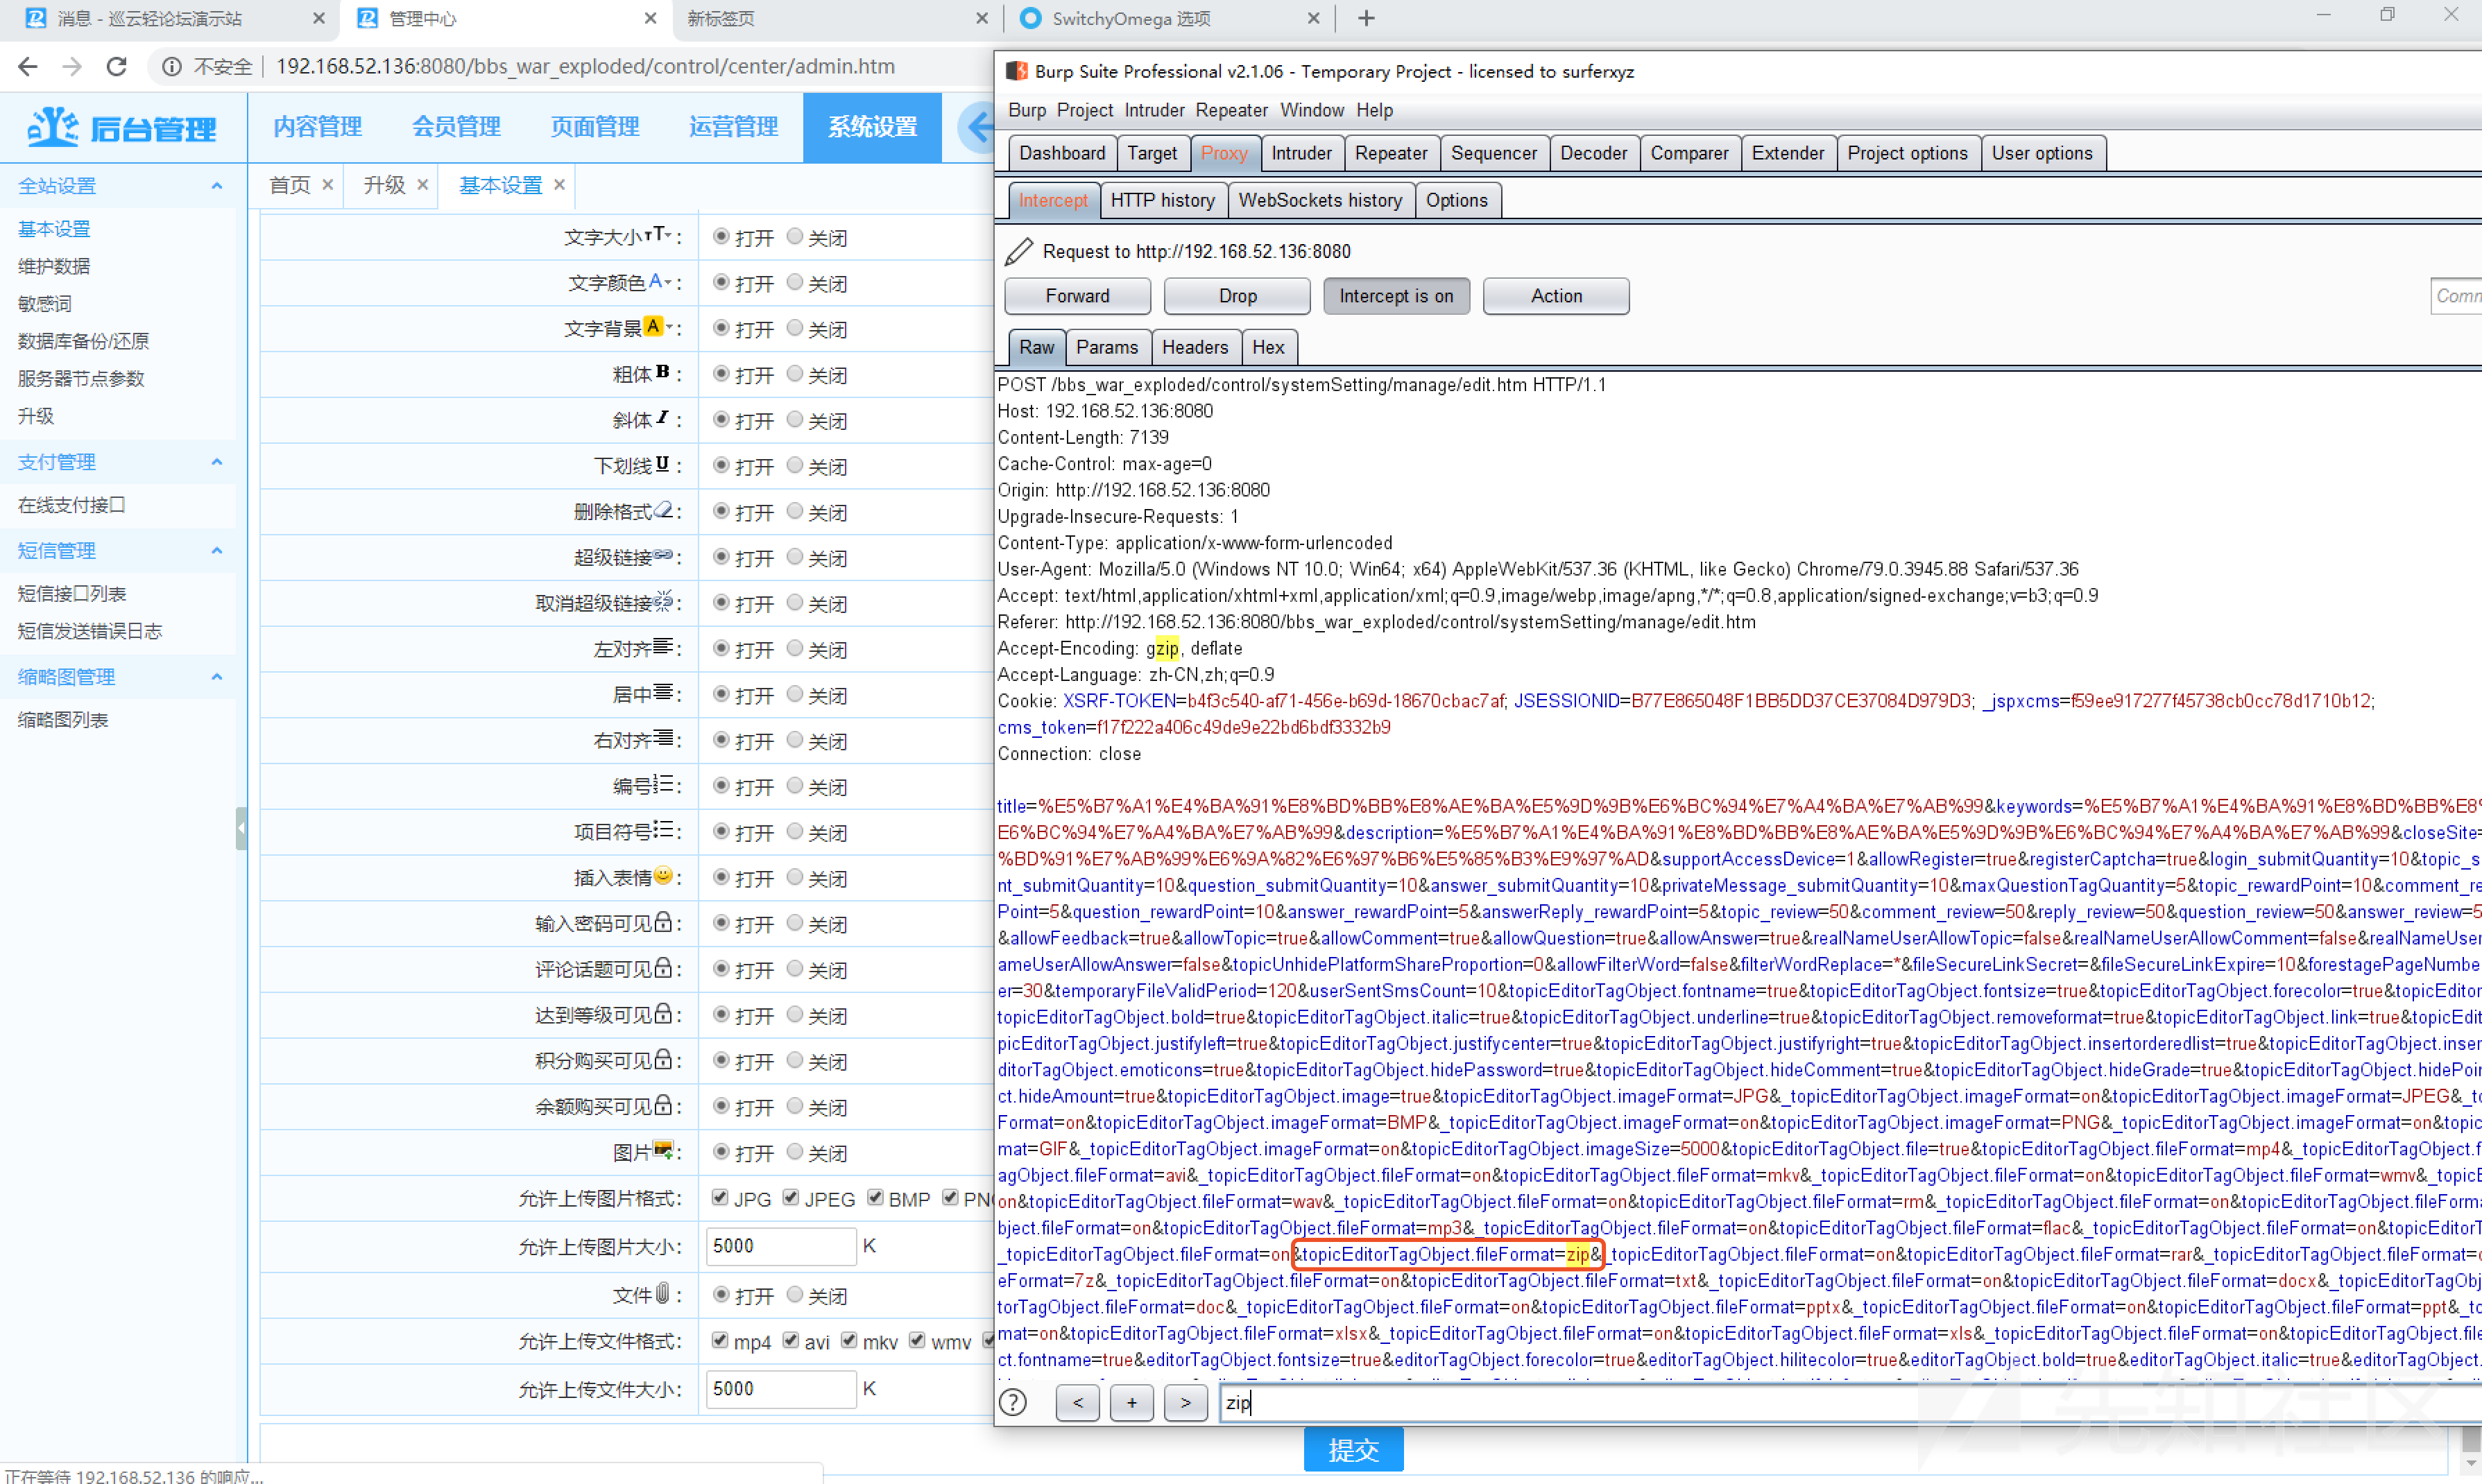 消息 - 巡云轻论坛演示站
管理中心
新标签页
SwitchyOmega 选项
不安全 | 192.168.52.136:8080/bbs_war_exploded/control/center/admin.htm
后台管理
内容管理 会员管理 页面管理 运营管理 系统设置
全站设置
基本设置
维护数据
敏感词
数据库备份/还原
服务器节点参数
升级
支付管理
在线支付接口
短信管理
短信接口列表
短信发送错误日志
缩略图管理
缩略图列表
首页 升级 基本设置
文字大小 : 打开 关闭
文字颜色 : 打开 关闭
文字背景 : 打开 关闭
粗体 B : 打开 关闭
斜体 I : 打开 关闭
下划线 U : 打开 关闭
删除格式 : 打开 关闭
超级链接 : 打开 关闭
取消超级链接 : 打开 关闭
左对齐 : 打开 关闭
居中 : 打开 关闭
右对齐 : 打开 关闭
编号 : 打开 关闭
项目符号 : 打开 关闭
插入表情 : 打开 关闭
输入密码可见 : 打开 关闭
评论话题可见 : 打开 关闭
达到等级可见 : 打开 关闭
积分购买可见 : 打开 关闭
余额购买可见 : 打开 关闭
图片 : 打开 关闭
允许上传图片格式: JPG JPEG BMP PN
允许上传图片大小: 5000 K
文件 : 打开 关闭
允许上传文件格式: mp4 avi mkv wmv
允许上传文件大小: 5000 K
提交
正在等待 192.168.52.136 的响应...
Burp Suite Professional v2.1.06 - Temporary Project - licensed to surferxyz
Burp Project Intruder Repeater Window Help
Dashboard Target Proxy Intruder Repeater Sequencer Decoder Comparer Extender Project options User options
Intercept HTTP history WebSockets history Options
Request to http://192.168.52.136:8080
Forward Drop Intercept is on Action Comm
Raw Params Headers Hex
POST /bbs_war_exploded/control/systemSetting/manage/edit.htm HTTP/1.1
Host: 192.168.52.136:8080
Content-Length: 7139
Cache-Control: max-age=0
Origin: http://192.168.52.136:8080
Upgrade-Insecure-Requests: 1
Content-Type: application/x-www-form-urlencoded
User-Agent: Mozilla/5.0 (Windows NT 10.0; Win64; x64) AppleWebKit/537.36 (KHTML, like Gecko) Chrome/79.0.3945.88 Safari/537.36
Accept: text/html,application/xhtml+xml,application/xml;q=0.9,image/webp,image/apng,*/*;q=0.8,application/signed-exchange;v=b3;q=0.9
Referer: http://192.168.52.136:8080/bbs_war_exploded/control/systemSetting/manage/edit.htm
Accept-Encoding: gzip, deflate
Accept-Language: zh-CN,zh;q=0.9
Cookie: XSRF-TOKEN=b4f3c540-af71-456e-b69d-18670cbac7af; JSESSIONID=B77E865048F1BB5DD37CE37084D979D3; _jspxcms=f59ee917277f45738cb0cc78d1710b12;
cms_token=f17f222a406c49de9e22bd6bdf3332b9
Connection: close
title=%E5%B7%A1%E4%BA%91%E8%BD%BB%E8%AE%BA%E5%9D%9B%E6%BC%94%E7%A4%BA%E7%AB%99&keywords=%E5%B7%A1%E4%BA%91%E8%BD%BB%E8
E6%BC%94%E7%A4%BA%E7%AB%99&description=%E5%B7%A1%E4%BA%91%E8%BD%BB%E8%AE%BA%E5%9D%9B%E6%BC%94%E7%A4%BA%E7%AB%99&closeSite=
%BD%91%E7%AB%99%E6%9A%82%E6%97%B6%E5%85%B3%E9%97%AD&supportAccessDevice=1&allowRegister=true&registerCaptcha=true&login_submitQuantity=10&topic_s
nt_submitQuantity=10&question_submitQuantity=10&answer_submitQuantity=10&privateMessage_submitQuantity=10&maxQuestionTagQuantity=5&topic_rewardPoint=10&comment_re
Point=5&question_rewardPoint=10&answer_rewardPoint=5&answerReply_rewardPoint=5&topic_review=50&comment_review=50&reply_review=50&question_review=50&answer_review=5
&allowFeedback=true&allowTopic=true&allowComment=true&allowQuestion=true&allowAnswer=true&realNameUserAllowTopic=false&realNameUserAllowComment=false&realNameUser
ameUserAllowAnswer=false&topicUnhidePlatformShareProportion=0&allowFilterWord=false&filterWordReplace=*&fileSecureLinkSecret=&fileSecureLinkExpire=10&forestagePageNumbe
er=30&temporaryFileValidPeriod=120&userSentSmsCount=10&topicEditorTagObject.fontname=true&topicEditorTagObject.fontsize=true&topicEditorTagObject.forecolor=true&topicEditor
topicEditorTagObject.bold=true&topicEditorTagObject.italic=true&topicEditorTagObject.underline=true&topicEditorTagObject.removeformat=true&topicEditorTagObject.link=true&topicEdit
picEditorTagObject.justifyleft=true&topicEditorTagObject.justifycenter=true&topicEditorTagObject.justifyright=true&topicEditorTagObject.insertorderedlist=true&topicEditorTagObject.inser
ditorTagObject.emoticons=true&topicEditorTagObject.hidePassword=true&topicEditorTagObject.hideComment=true&topicEditorTagObject.hideGrade=true&topicEditorTagObject.hidePoin
ct.hideAmount=true&topicEditorTagObject.image=true&topicEditorTagObject.imageFormat=JPG&_topicEditorTagObject.imageFormat=on&topicEditorTagObject.imageFormat=JPEG&_to
Format=on&topicEditorTagObject.imageFormat=BMP&_topicEditorTagObject.imageFormat=on&topicEditorTagObject.imageFormat=PNG&_topicEditorTagObject.imageFormat=on&topic
mat=GIF&_topicEditorTagObject.imageFormat=on&topicEditorTagObject.imageSize=5000&topicEditorTagObject.file=true&topicEditorTagObject.fileFormat=mp4&_topicEditorTagObject.f
agObject.fileFormat=avi&_topicEditorTagObject.fileFormat=on&topicEditorTagObject.fileFormat=mkv&_topicEditorTagObject.fileFormat=on&topicEditorTagObject.fileFormat=wmv&_topic
on&topicEditorTagObject.fileFormat=wav&_topicEditorTagObject.fileFormat=on&topicEditorTagObject.fileFormat=rm&_topicEditorTagObject.fileFormat=on&topicEditorTagObject.fileForma
bject.fileFormat=on&topicEditorTagObject.fileFormat=mp3&_topicEditorTagObject.fileFormat=on&topicEditorTagObject.fileFormat=flac&_topicEditorTagObject.fileFormat=on&topicEditorT
_topicEditorTagObject.fileFormat=on&topicEditorTagObject.fileFormat=zip&_topicEditorTagObject.fileFormat=on&topicEditorTagObject.fileFormat=rar&_topicEditorTagObject.fileFormat=o
eFormat=7z&_topicEditorTagObject.fileFormat=on&topicEditorTagObject.fileFormat=txt&_topicEditorTagObject.fileFormat=on&topicEditorTagObject.fileFormat=docx&_topicEditorTagObj
torTagObject.fileFormat=doc&_topicEditorTagObject.fileFormat=on&topicEditorTagObject.fileFormat=pptx&_topicEditorTagObject.fileFormat=on&topicEditorTagObject.fileFormat=ppt&_to
mat=on&topicEditorTagObject.fileFormat=xlsx&_topicEditorTagObject.fileFormat=on&topicEditorTagObject.fileFormat=xls&_topicEditorTagObject.fileFormat=on&topicEditorTagObject.file
ct.fontname=true&editorTagObject.fontsize=true&editorTagObject.forecolor=true&editorTagObject.hilitecolor=true&editorTagObject.bold=true&editorTagObject.italic=true&editorTagObject.
? < + > zip
先知社区